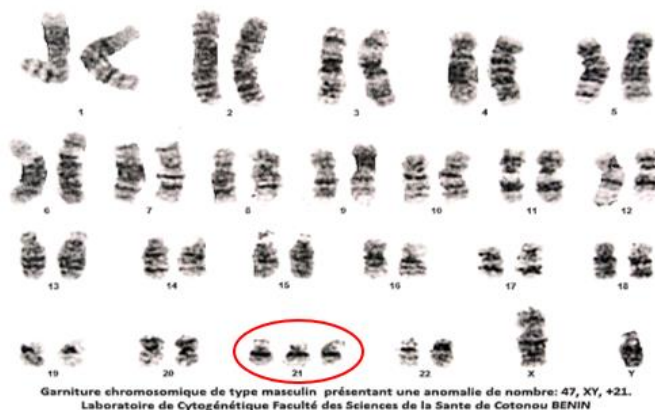 1 2 3 4 5
6 7 8 9 10 11 12
13 14 15 16 17 18
19 20 21 22 X Y
Garniture chromosomique de type masculin présentant une anomalie de nombre: 47, XY, +21.
Laboratoire de Cytogénétique Faculté des Sciences de la Sante de Cotonou BENIN